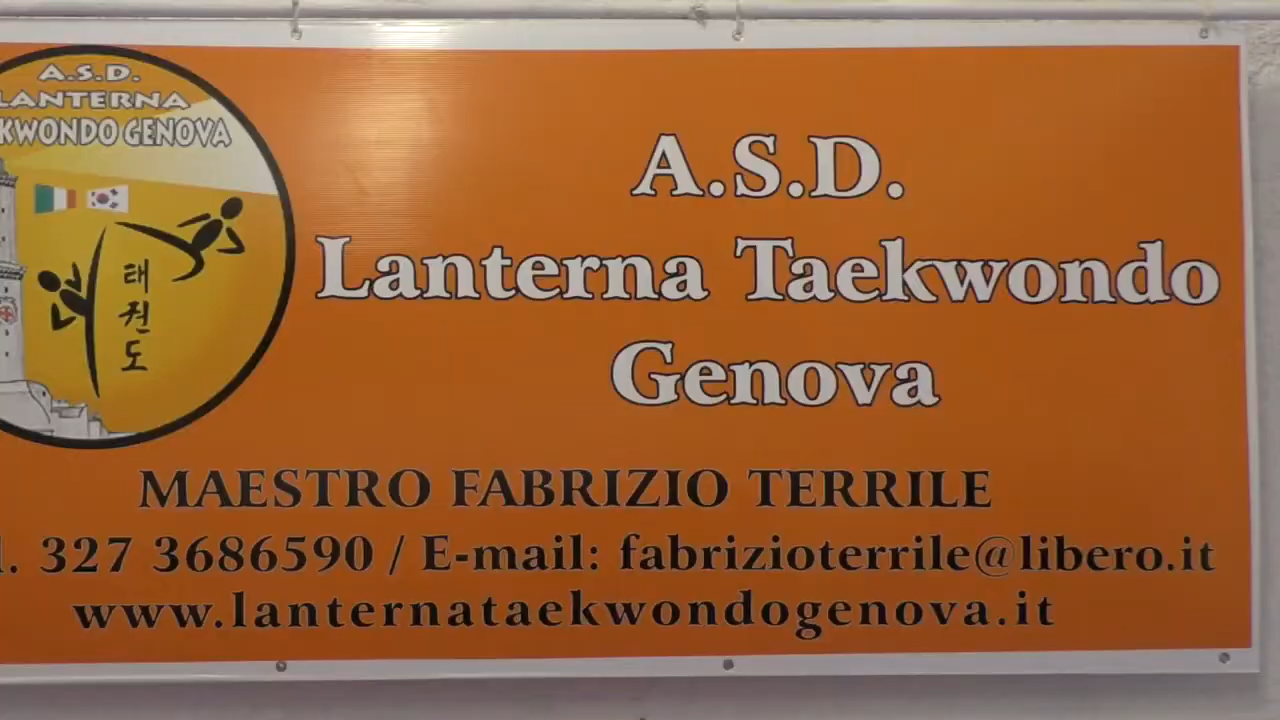 A.S.D.
LANTERNA
KWONDO GENOVA
태
권
도
A.S.D.
Lanterna Taekwondo
Genova
MAESTRO FABRIZIO TERRILE
l. 327 3686590 / E-mail: fabrizioterrile@libero.it
www.lanternataekwondogenova.it